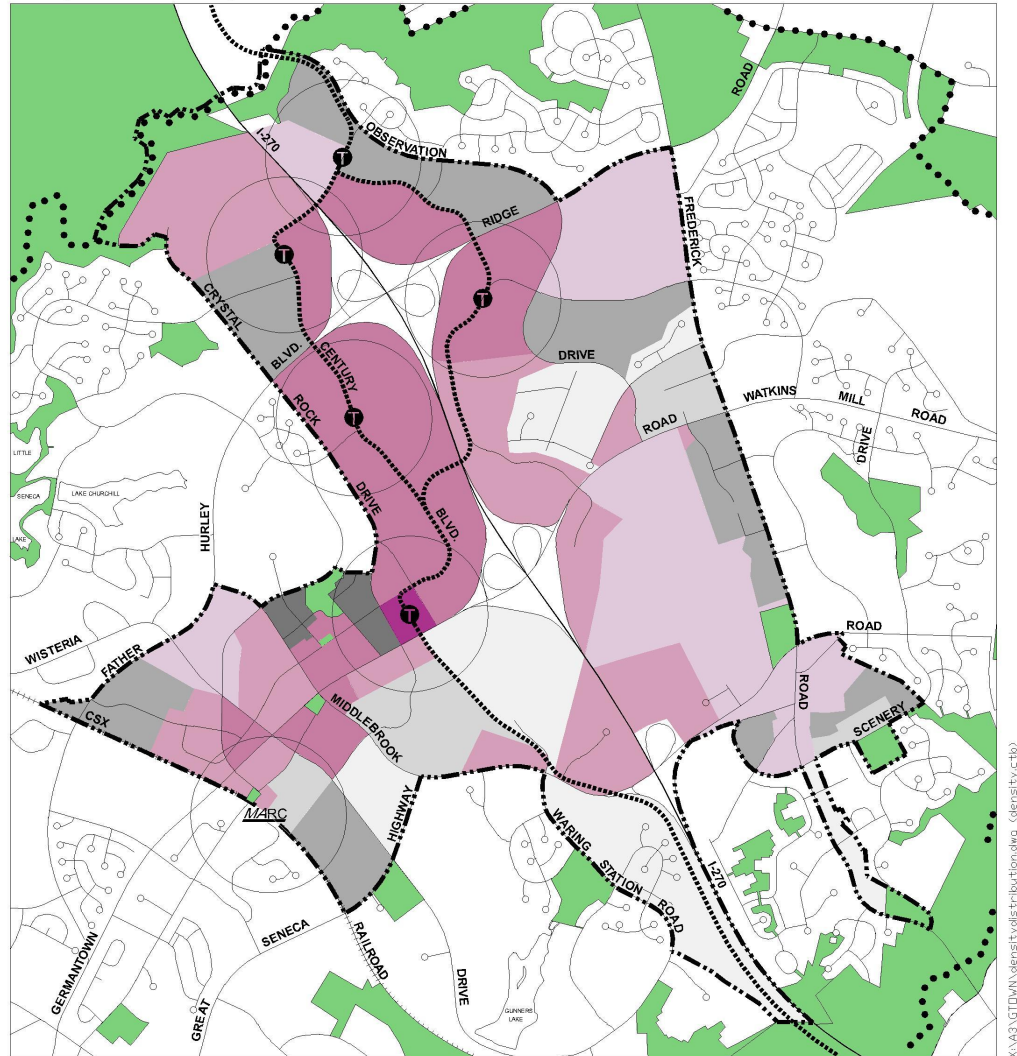 ROAD
I-270
OBSERVATION
T
RIDGE
FREDERICK
T
T
CRYSTAL
DRIVE
BLVD.
CENTURY
ROCK
T
WATKINS
MILL
ROAD
ROAD
DRIVE
LITTLE
SENECA
LAKE
LAKE CHURCHILL
DRIVE
BLVD.
HURLEY
T
WISTERIA
FATHER
ROAD
ROAD
CSX
MIDDLEBROOK
SCENERY
MARC
HIGHWAY
WARING
STATION
ROAD
I-270
SENECA
RAILROAD
DRIVE
GERMANTOWN
GREAT
GUNNERS
LAKE
X:\A3\GTOWN\densitydistribution.dwg (density.ctb)